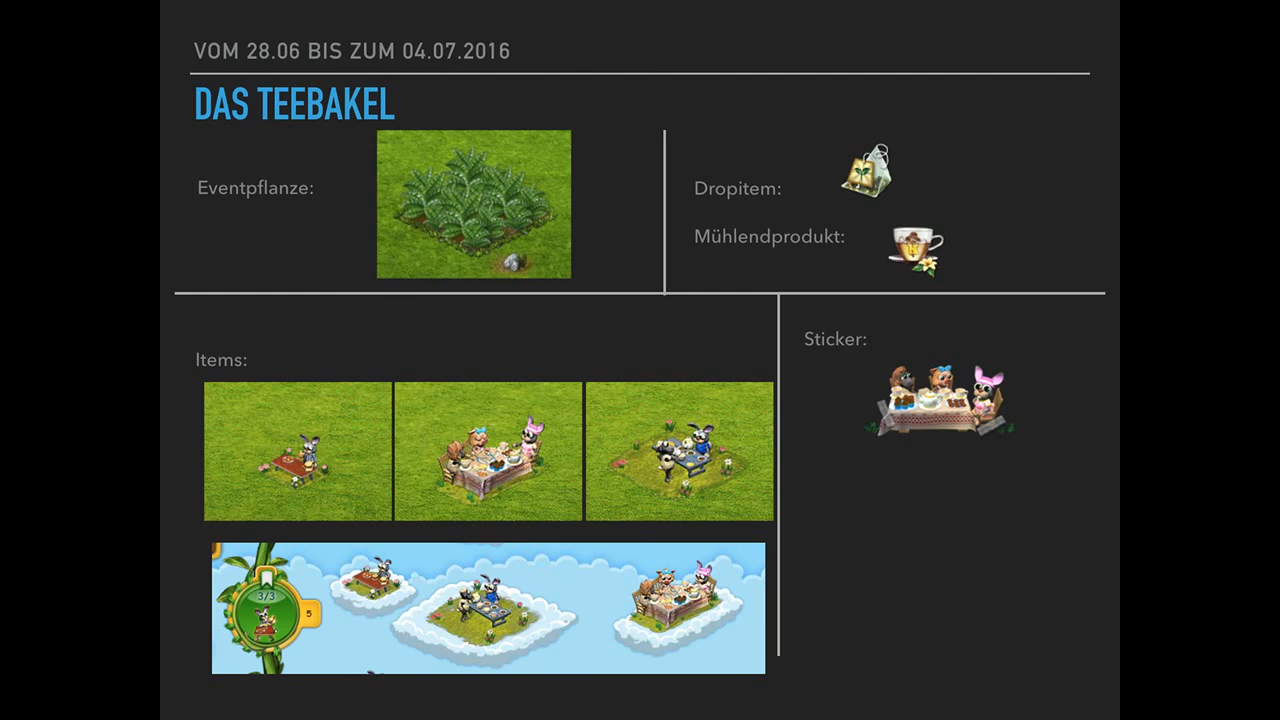 VOM 28.06 BIS ZUM 04.07.2016
DAS TEEBAKEL
Eventpflanze:
Dropitem:
Mühlendprodukt:
Items:
Sticker:
3/3
5